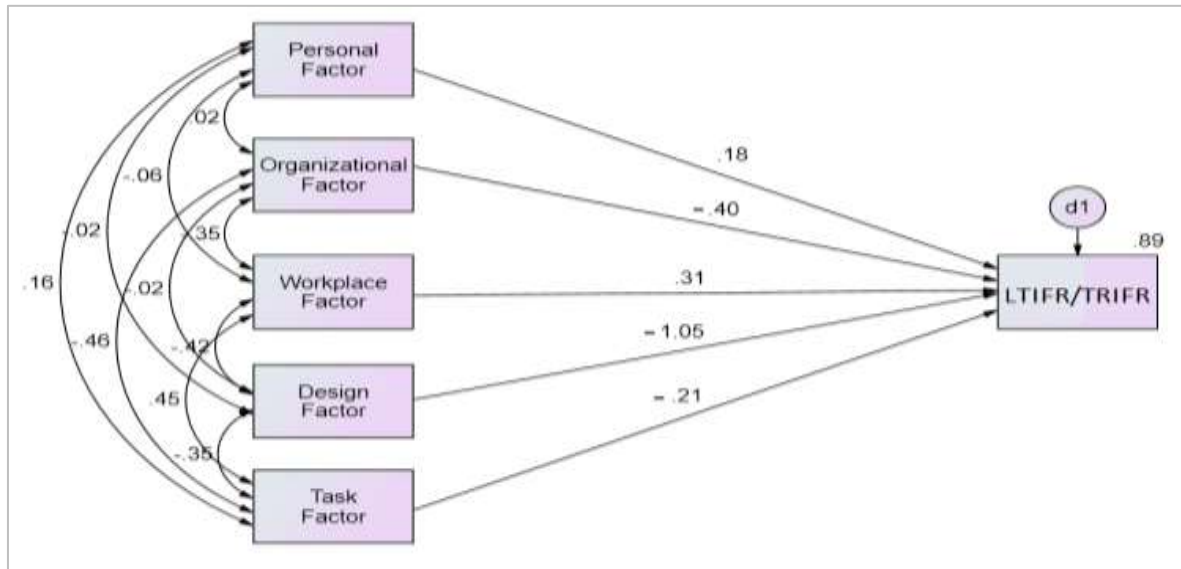 Personal
Factor
.02
Organizational
Factor
-.06
-.02
.35
.16
-.02
Workplace
Factor
-.46
-.42
Design
Factor
.45
-.35
Task
Factor
.18
- .40
.31
- 1.05
- .21
d1
.89
LTIFR/TRIFR